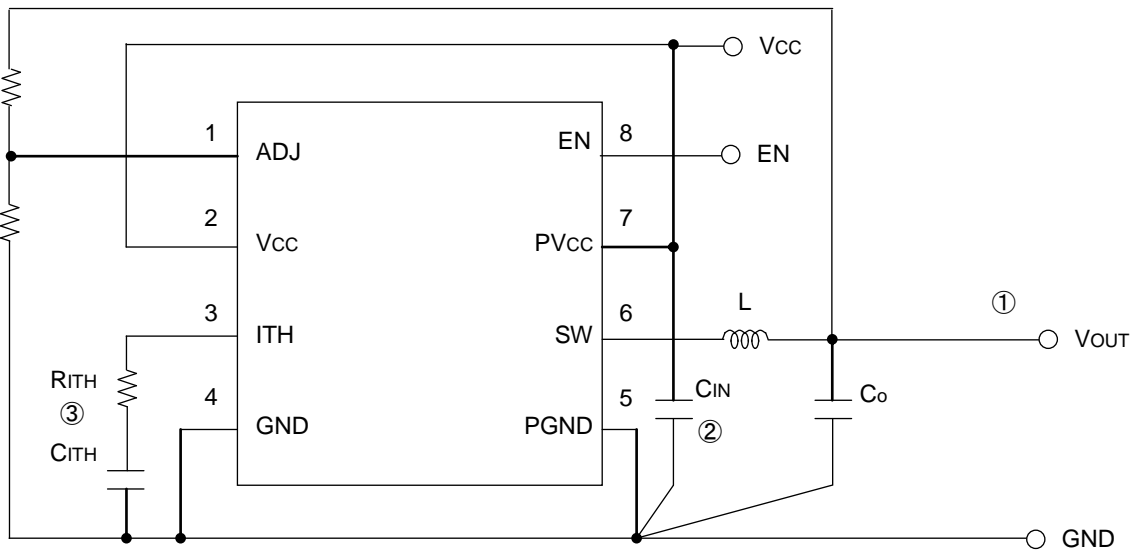 VCC
1
ADJ
EN
8
EN
2
VCC
7
PVCC
3
ITH
6
SW
L
①
VOUT
RITH
③
CITH
4
GND
5
PGND
CIN
②
Co
GND